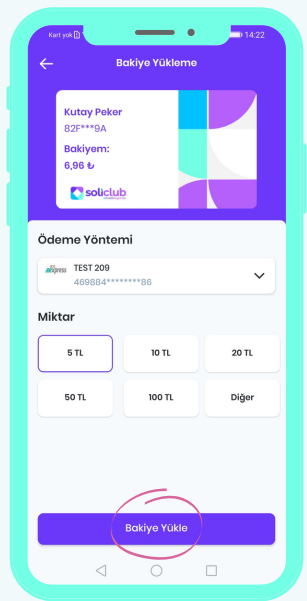 Kart yok
14:22
Bakiye Yükleme
Kutay Peker
82F***9A
Bakiyem:
6,96 ₺
soliclub
Ödeme Yöntemi
TEST 209
469884********86
Miktar
5 TL
10 TL
20 TL
50 TL
100 TL
Diğer
Bakiye Yükle